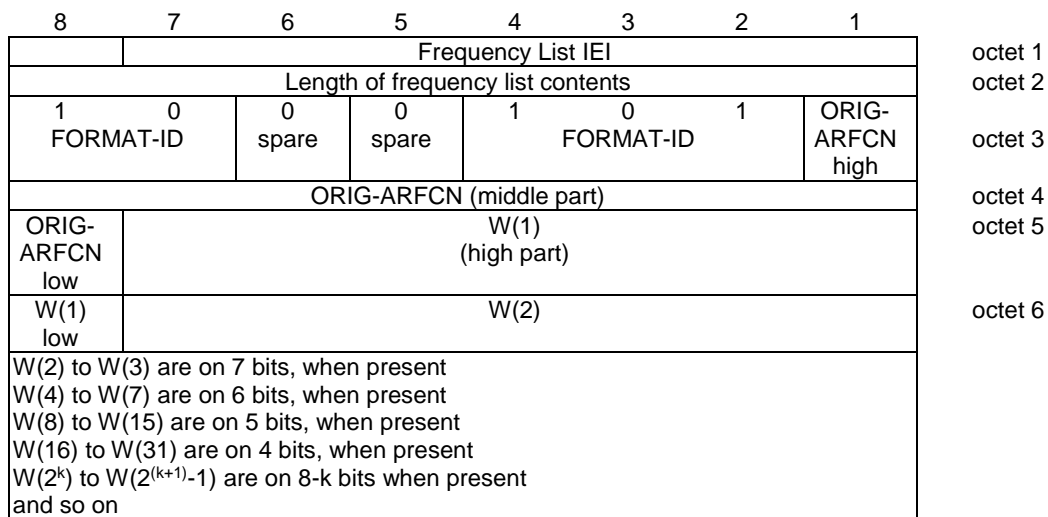 8 7 6 5 4 3 2 1
Frequency List IEI octet 1
Length of frequency list contents octet 2
1 0 0 0 1 0 1 ORIG-
FORMAT-ID spare spare FORMAT-ID ARFCN octet 3
high
ORIG-ARFCN (middle part) octet 4
ORIG- W(1) octet 5
ARFCN (high part)
low
W(1) W(2) octet 6
low
W(2) to W(3) are on 7 bits, when present
W(4) to W(7) are on 6 bits, when present
W(8) to W(15) are on 5 bits, when present
W(16) to W(31) are on 4 bits, when present
W(2^k) to W(2^(k+1)-1) are on 8-k bits when present
and so on